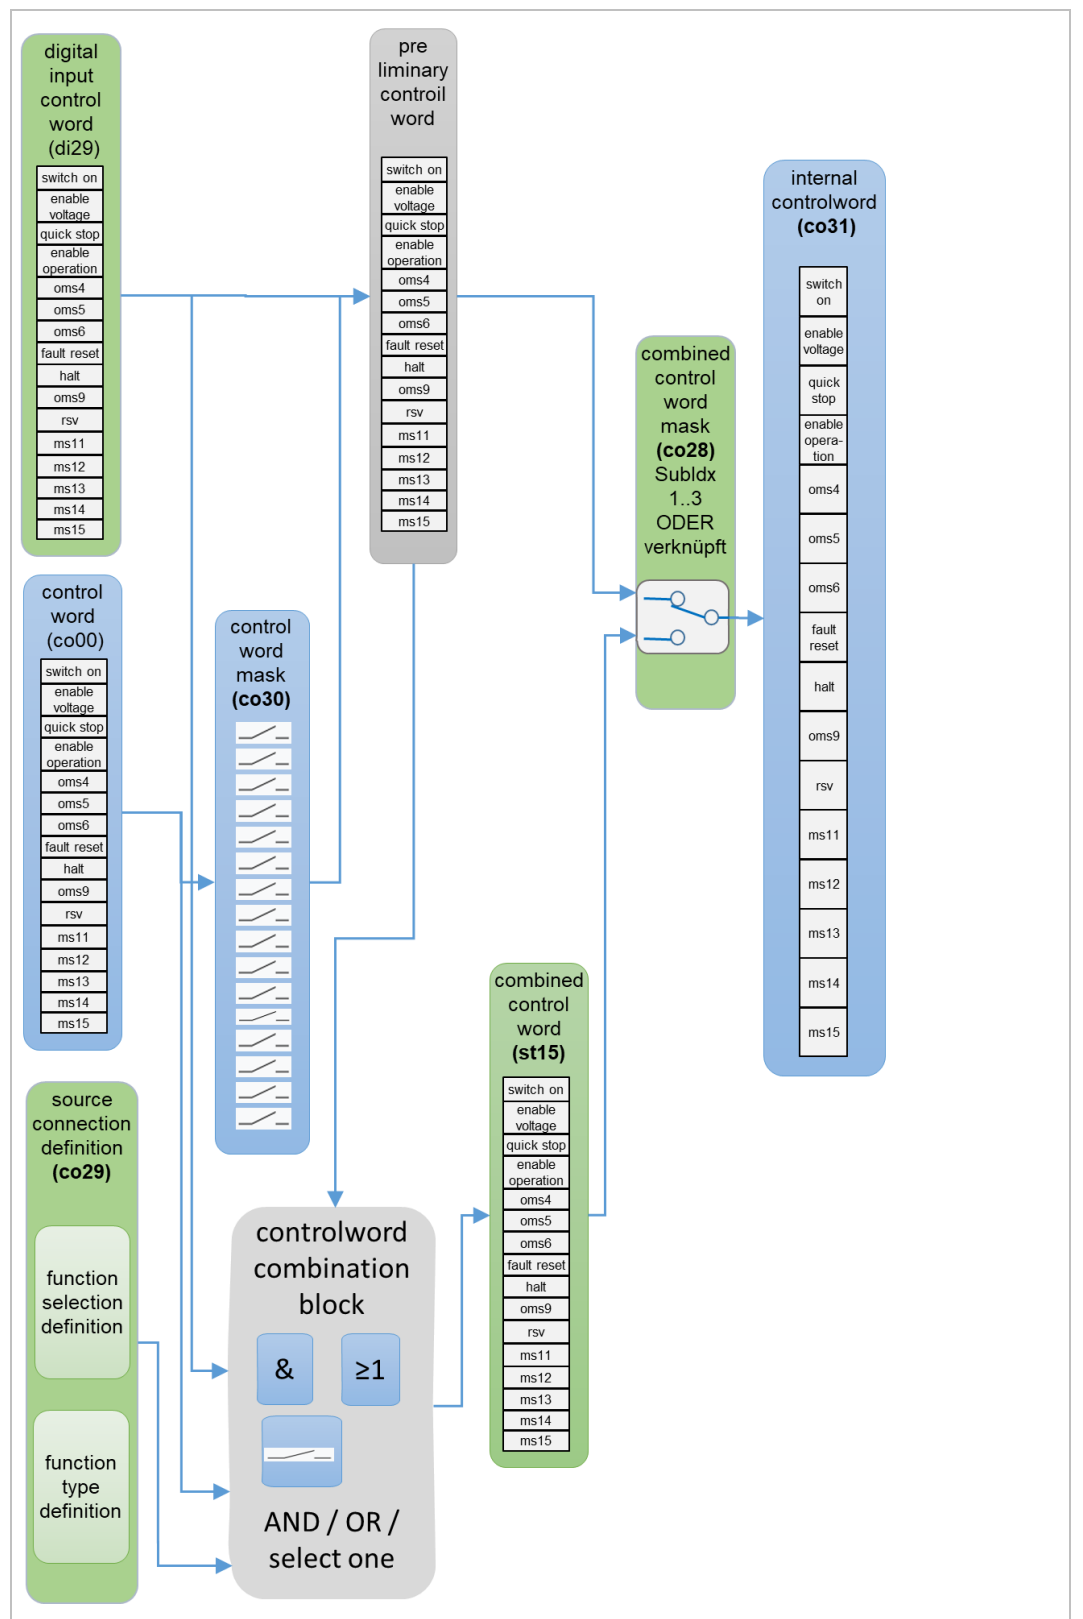 digital
input
control
word
(di29)
switch on
enable
voltage
quick stop
enable
operation
oms4
oms5
oms6
fault reset
halt
oms9
rsv
ms11
ms12
ms13
ms14
ms15
pre
liminary
controil
word
switch on
enable
voltage
quick stop
enable
operation
oms4
oms5
oms6
fault reset
halt
oms9
rsv
ms11
ms12
ms13
ms14
ms15
internal
controlword
(co31)
switch
on
enable
voltage
quick
stop
enable
opera-
tion
oms4
oms5
oms6
fault
reset
halt
oms9
rsv
ms11
ms12
ms13
ms14
ms15
combined
control
word
mask
(co28)
SubIdx
1..3
ODER
verknüpft
control
word
(co00)
switch on
enable
voltage
quick stop
enable
operation
oms4
oms5
oms6
fault reset
halt
oms9
rsv
ms11
ms12
ms13
ms14
ms15
control
word
mask
(co30)
combined
control
word
(st15)
switch on
enable
voltage
quick stop
enable
operation
oms4
oms5
oms6
fault reset
halt
oms9
rsv
ms11
ms12
ms13
ms14
ms15
source
connection
definition
(co29)
function
selection
definition
function
type
definition
controlword
combination
block
& ≥1
AND / OR /
select one